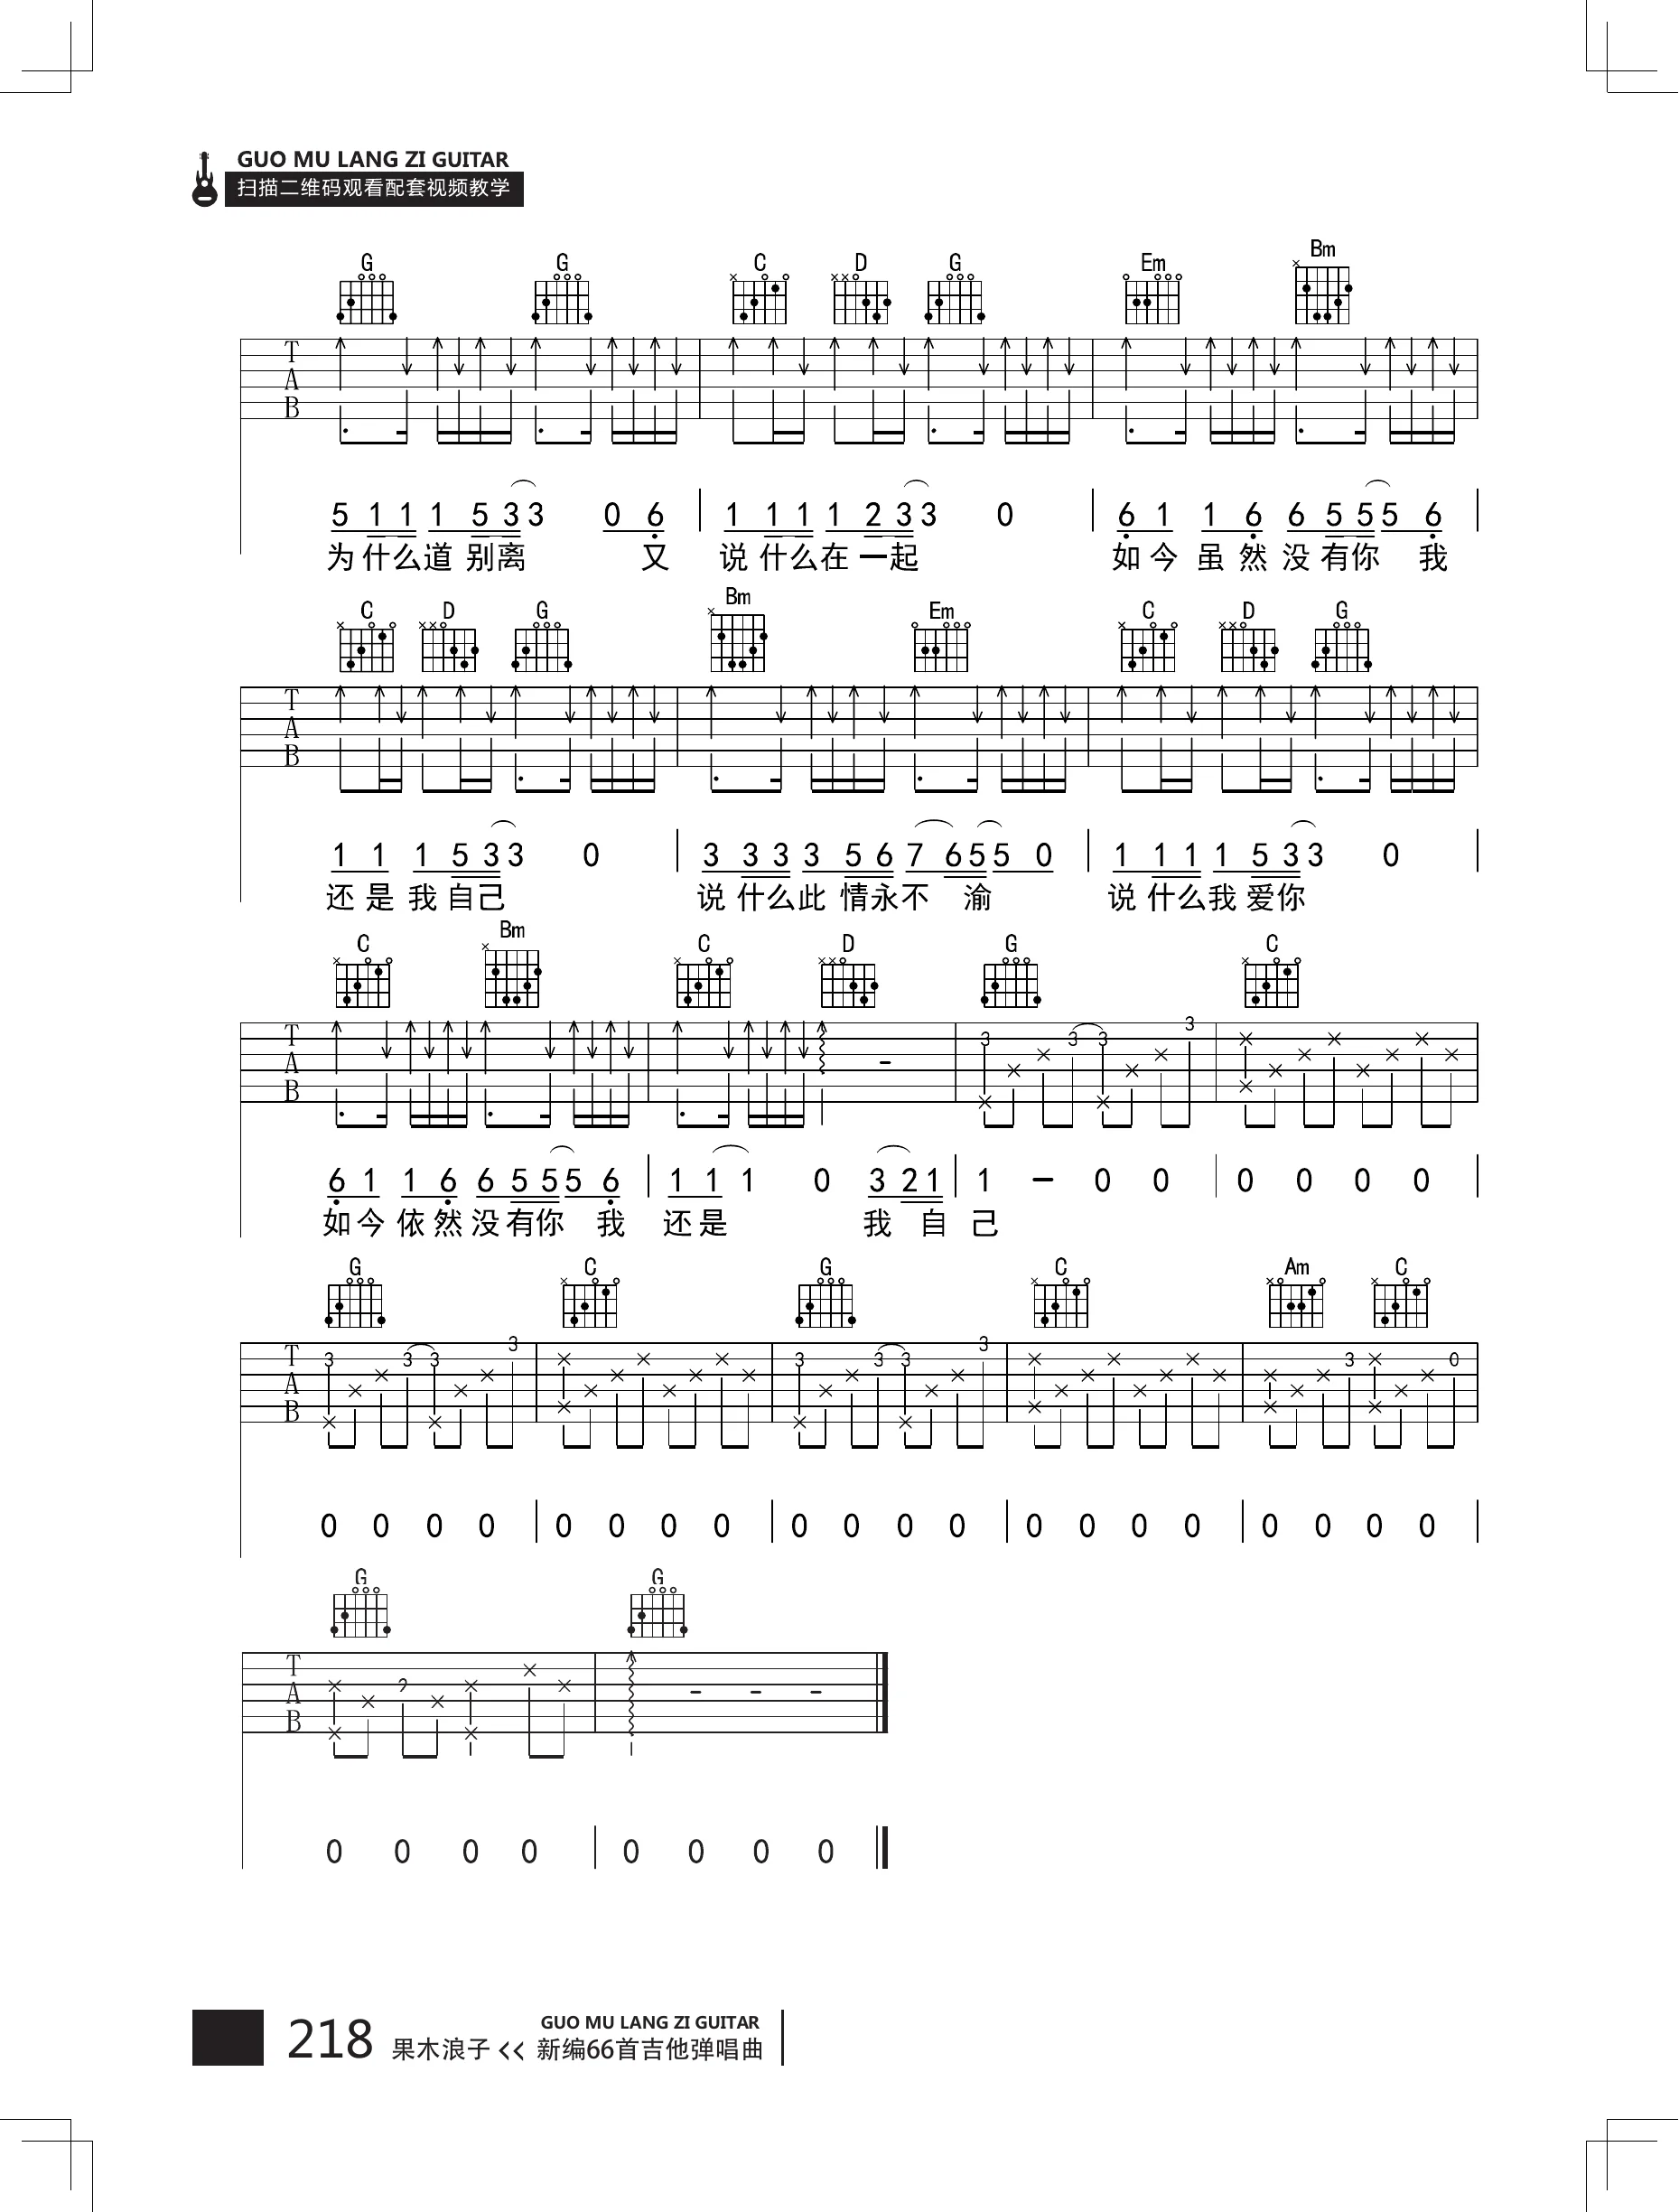 GUO MU LANG ZI GUITAR
扫描二维码观看配套视频教学
G G C D G Em Bm
T
A
B
5 1 1 1 5 3 3 0 6 1 1 1 1 2 3 3 0 6 1 1 6 6 5 5 5 6
为什么道别离 又 说什么在一起 如今虽然没有你 我
C D G Bm Em C D G
T
A
B
1 1 1 5 3 3 0 3 3 3 3 5 6 7 6 5 5 0 1 1 1 1 5 3 3 0
还是我自己 说什么此情永不渝 说什么我爱你
C Bm C D G C
T
A
B
3 3 3 3
6 1 1 6 6 5 5 5 6 1 1 1 0 3 2 1 1 – 0 0 0 0 0 0
如今依然没有你 我 还是 我 自 己
G C G C Am C
T
A
B
3 3 3 3 3 3 3 3 3 0
0 0 0 0 0 0 0 0 0 0 0 0 0 0 0 0 0 0 0 0
G G
T
A
B
2
0 0 0 0 0 0 0 0
218 果木浪子 << GUO MU LANG ZI GUITAR
新编66首吉他弹唱曲